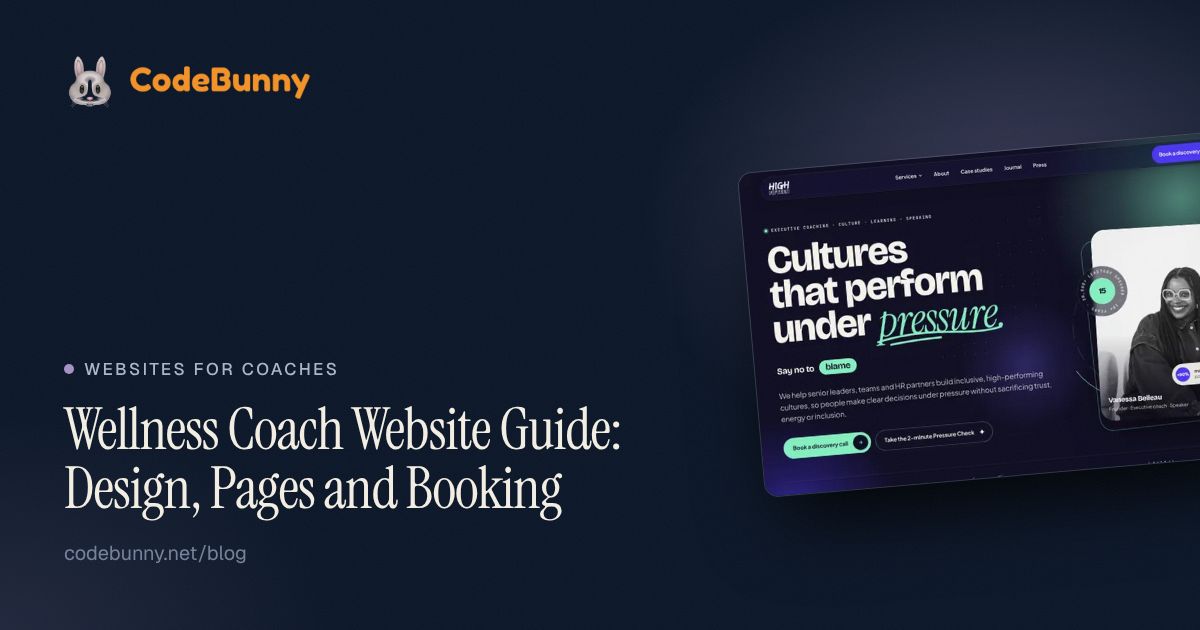 CodeBunny
WEBSITES FOR COACHES
Wellness Coach Website Guide:
Design, Pages and Booking
codebunny.net/blog
HIGH
Services
About
Case studies
Journal
Press
Book a discovery
EXECUTIVE COACHING · CULTURE · LEARNING · SPEAKING
Cultures
that perform
under pressure.
Say no to blame
We help senior leaders, teams and HR partners build inclusive, high-performing
cultures, so people make clear decisions under pressure without sacrificing trust,
energy or inclusion.
Book a discovery call
Take the 2-minute Pressure Check
15
+90%
Vanessa Belleau
Founder · Executive coach · Speaker